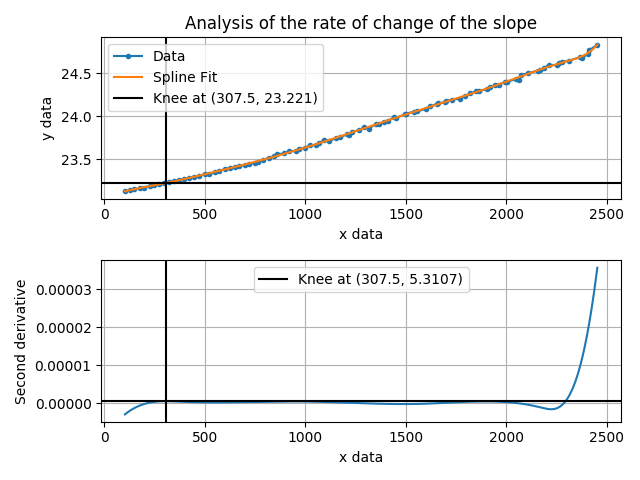 Analysis of the rate of change of the slope
Data
Spline Fit
Knee at (307.5, 23.221)
24.5
24.0
23.5
y data
0 500 1000 1500 2000 2500
x data
Knee at (307.5, 5.3107)
0.00003
0.00002
0.00001
0.00000
Second derivative
0 500 1000 1500 2000 2500
x data